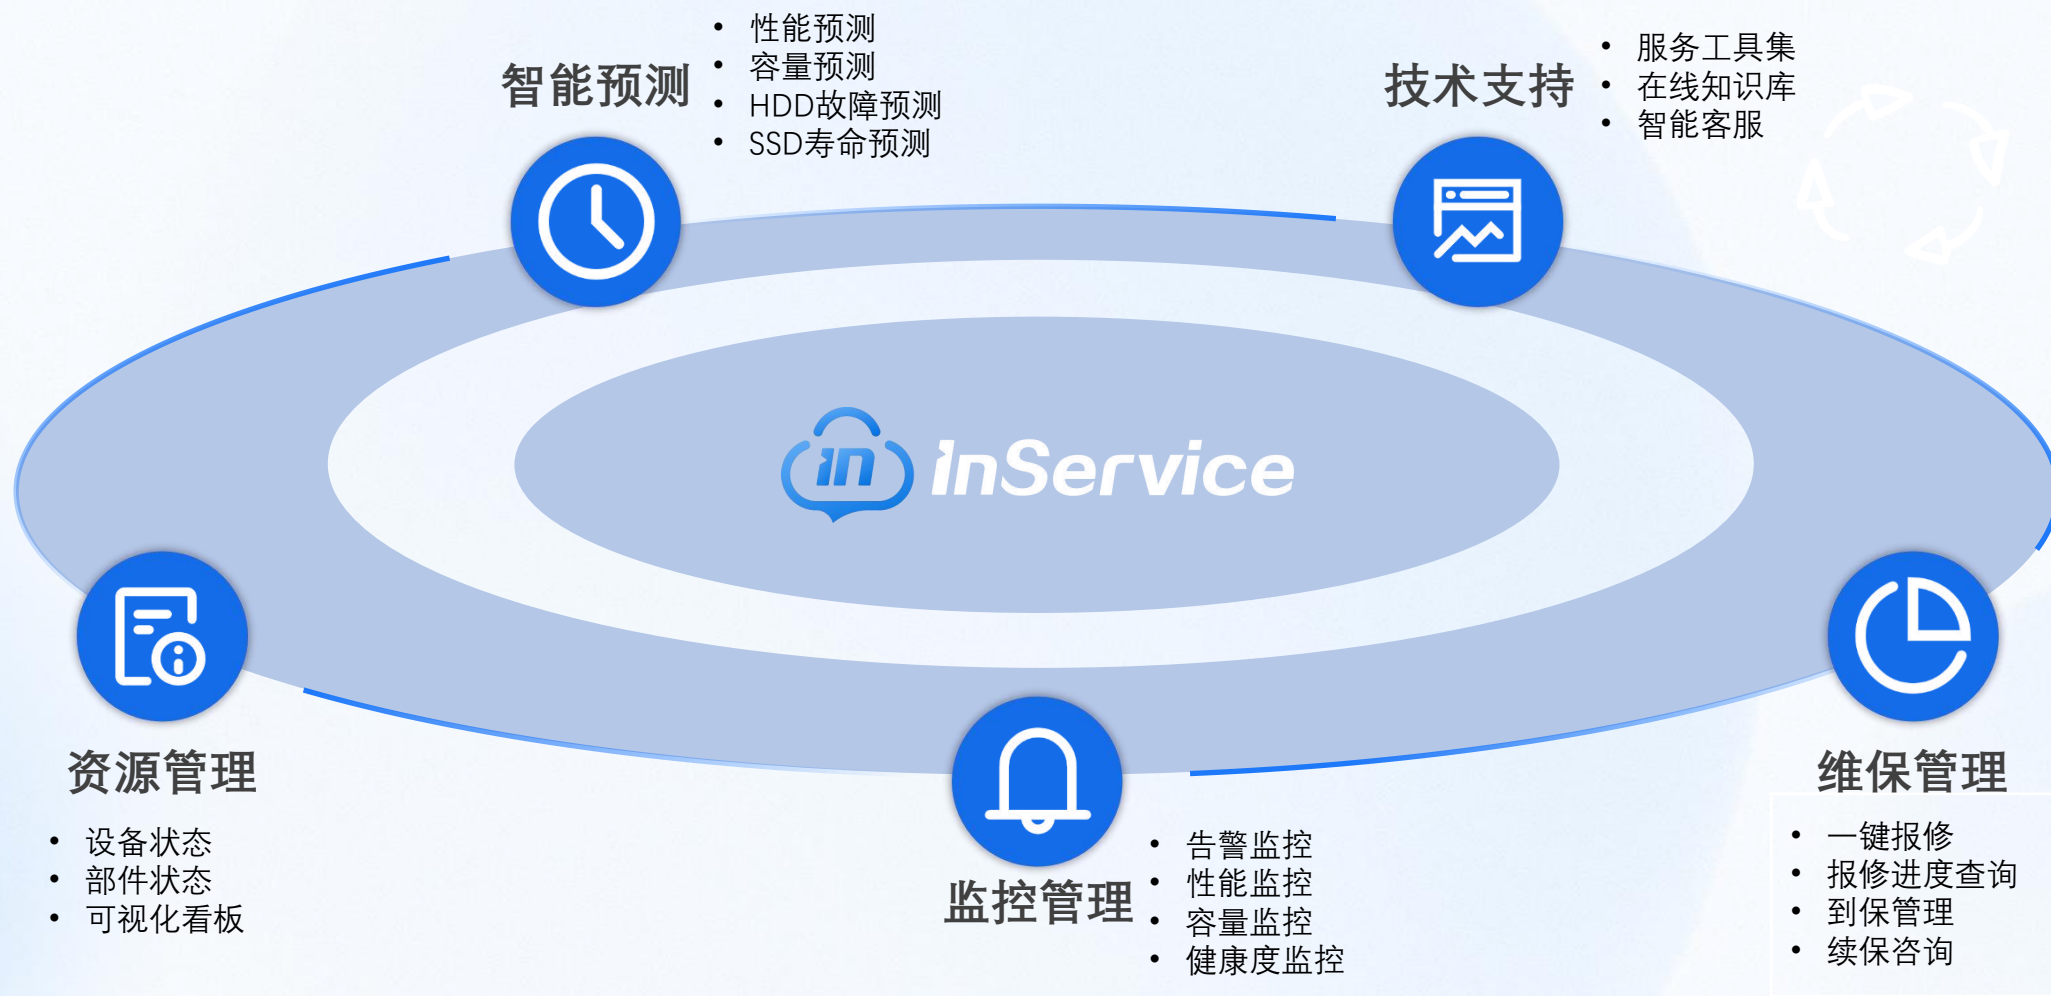 智能预测
性能预测
容量预测
HDD故障预测
SSD寿命预测
技术支持
服务工具集
在线知识库
智能客服
in InService
资源管理
设备状态
部件状态
可视化看板
监控管理
告警监控
性能监控
容量监控
健康度监控
维保管理
一键报修
报修进度查询
到保管理
续保咨询